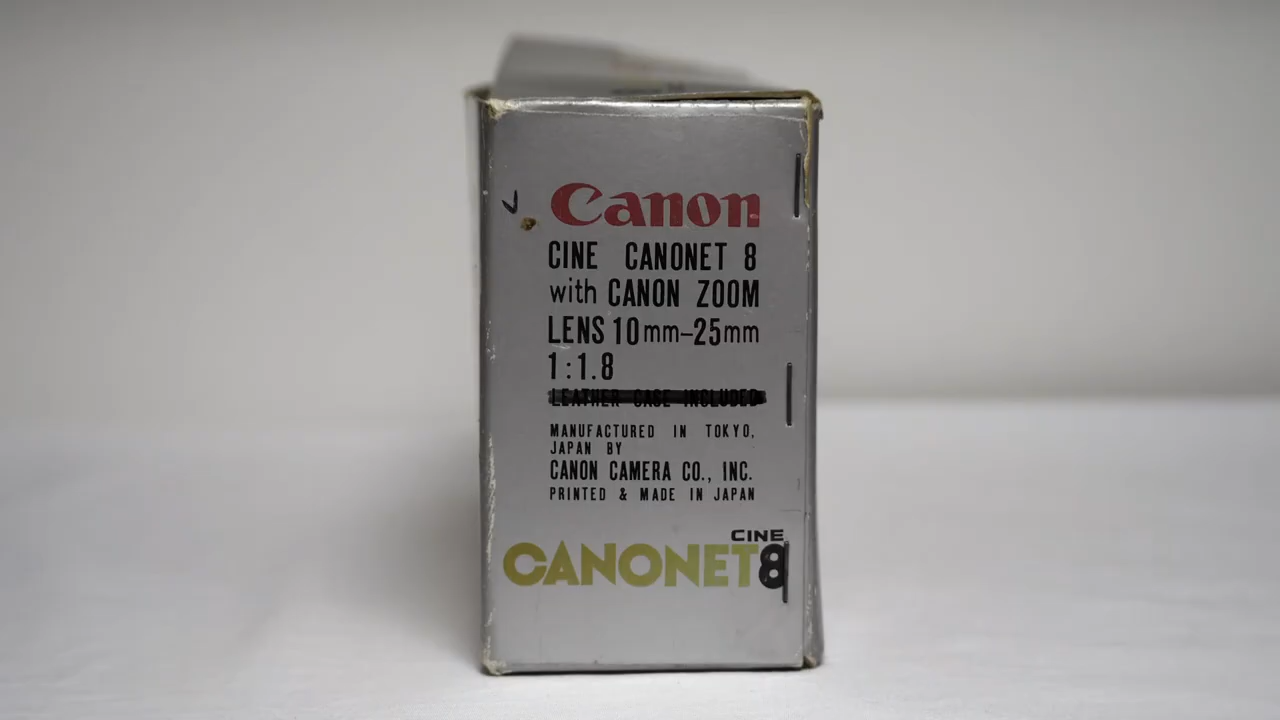 Canon
CINE CANONET 8
with CANON ZOOM
LENS 10mm–25mm
1:1.8
LEATHER CASE INCLUDED
MANUFACTURED IN TOKYO,
JAPAN BY
CANON CAMERA CO., INC.
PRINTED & MADE IN JAPAN
CINE
CANONET8